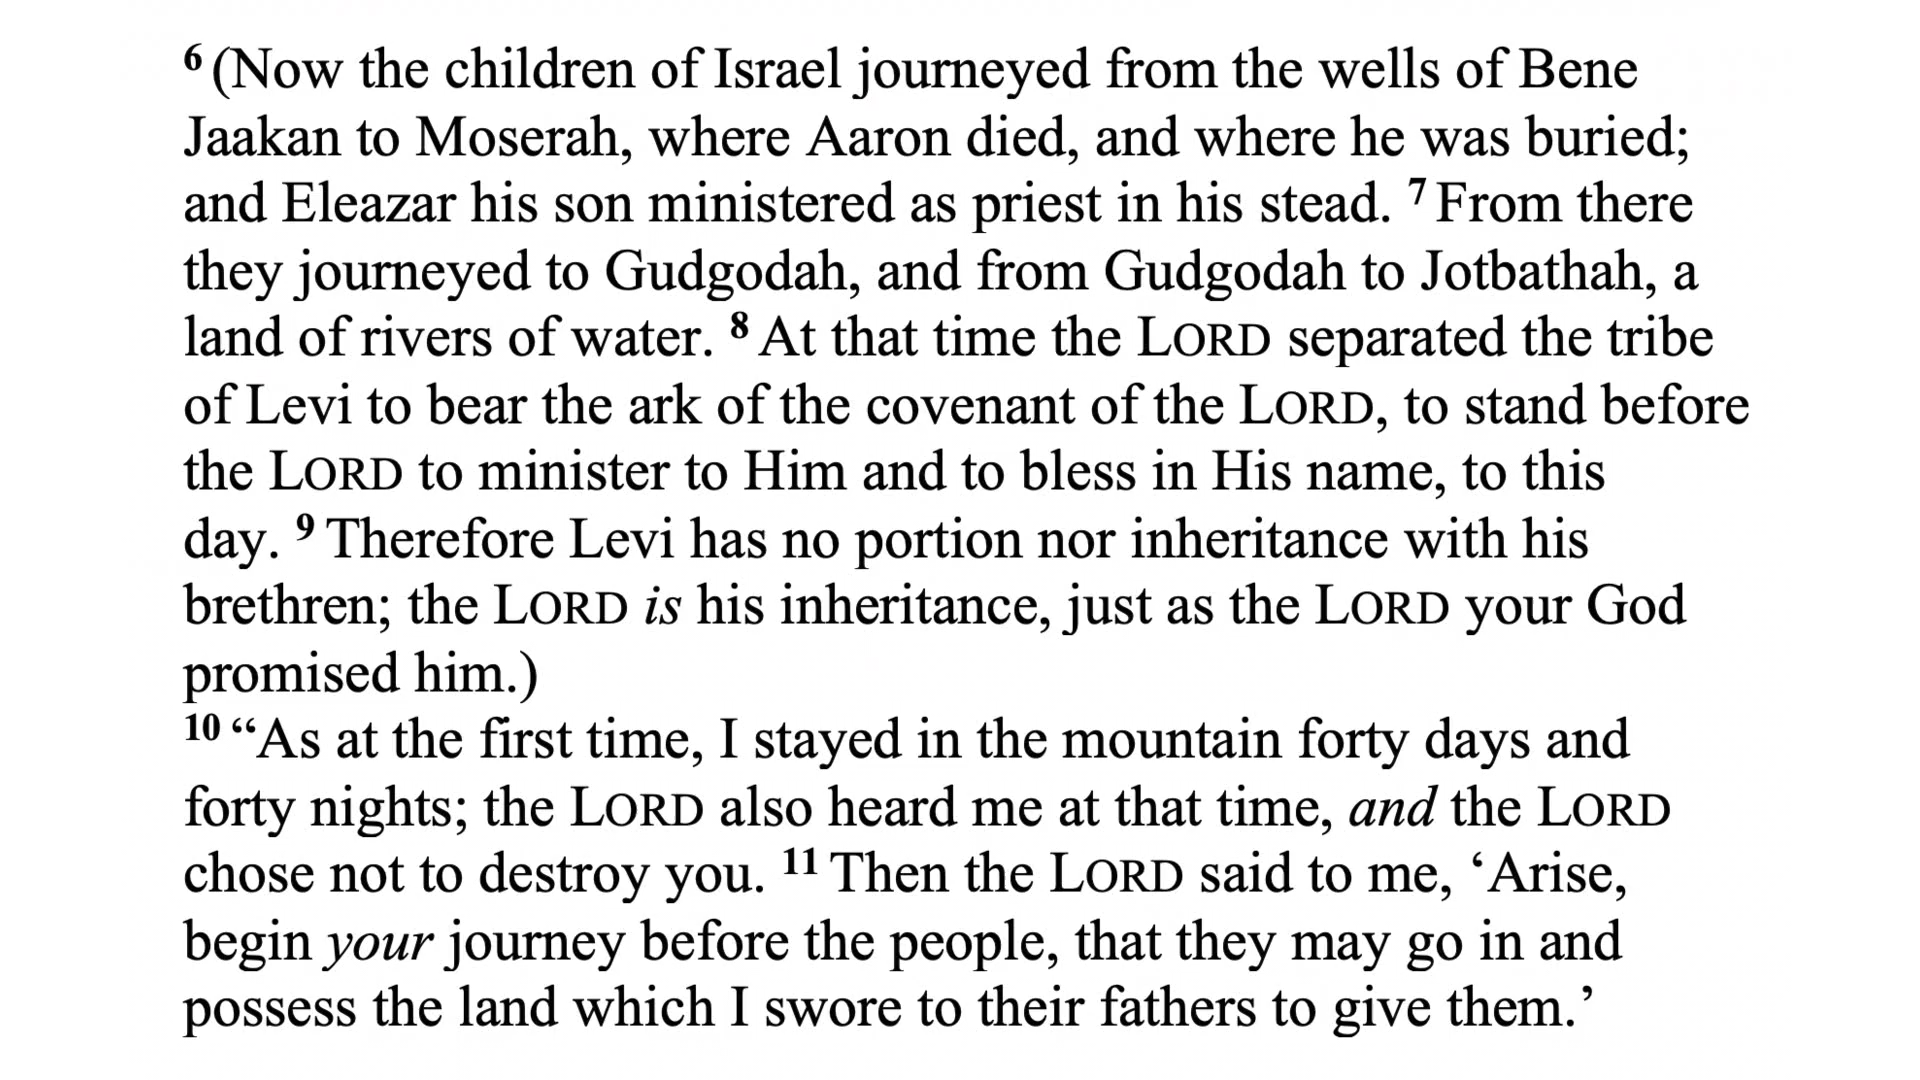 6 (Now the children of Israel journeyed from the wells of Bene
Jaakan to Moserah, where Aaron died, and where he was buried;
and Eleazar his son ministered as priest in his stead. 7 From there
they journeyed to Gudgodah, and from Gudgodah to Jotbathah, a
land of rivers of water. 8 At that time the LORD separated the tribe
of Levi to bear the ark of the covenant of the LORD, to stand before
the LORD to minister to Him and to bless in His name, to this
day. 9 Therefore Levi has no portion nor inheritance with his
brethren; the LORD is his inheritance, just as the LORD your God
promised him.)
10 “As at the first time, I stayed in the mountain forty days and
forty nights; the LORD also heard me at that time, and the LORD
chose not to destroy you. 11 Then the LORD said to me, ‘Arise,
begin your journey before the people, that they may go in and
possess the land which I swore to their fathers to give them.’